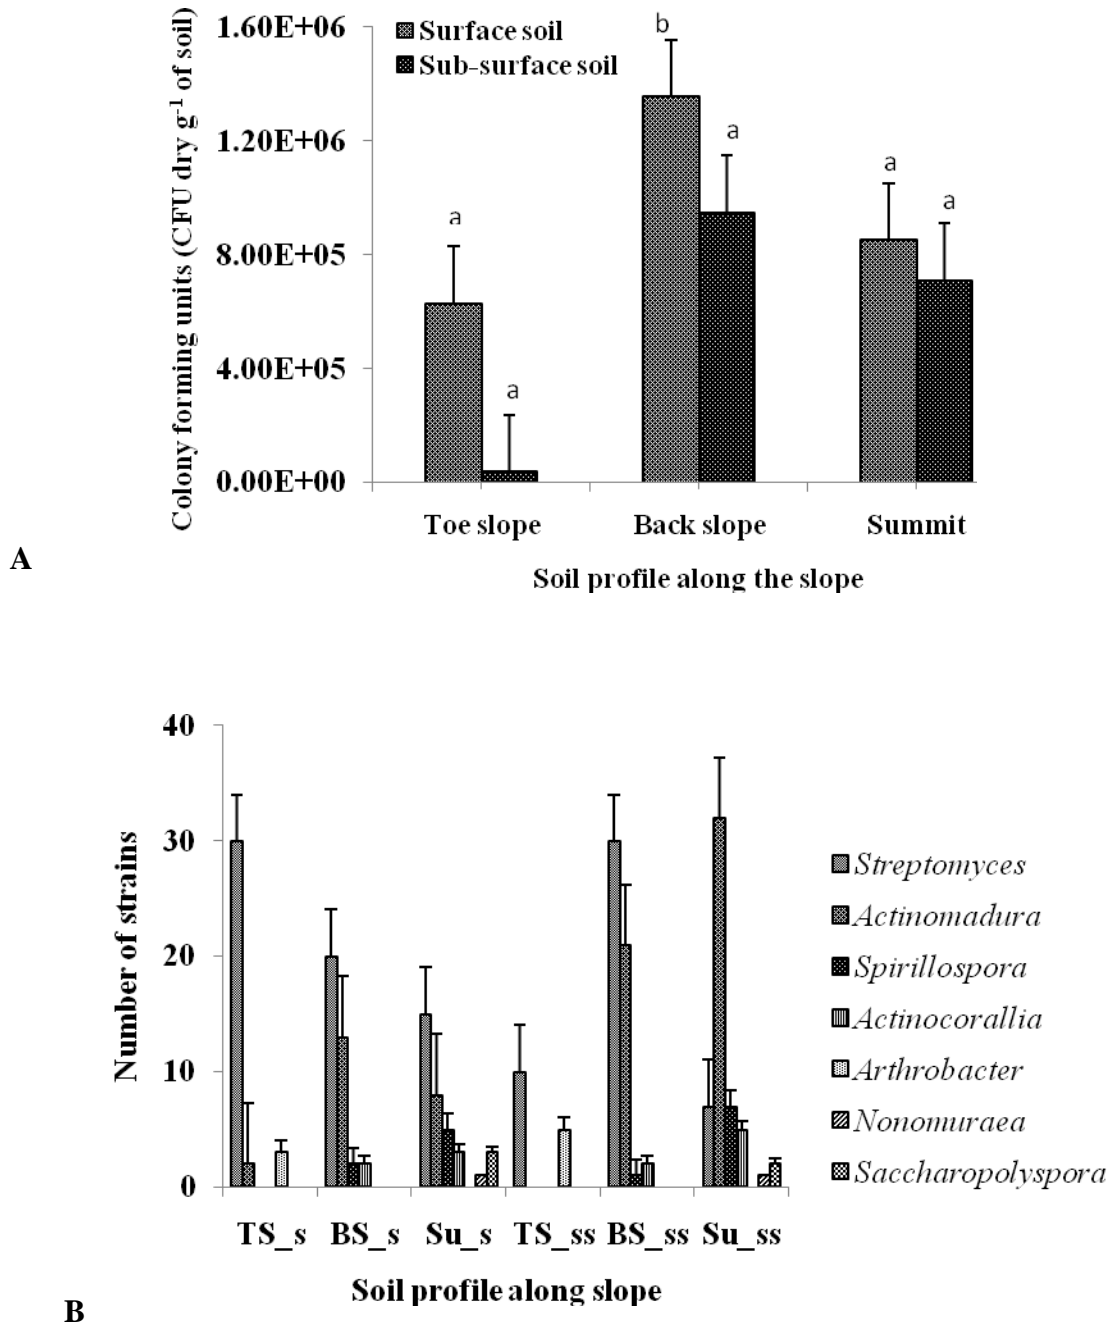 Colony forming units (CFU dry g⁻¹ of soil)
1.60E+06
1.20E+06
8.00E+05
4.00E+05
0.00E+00
Surface soil
Sub-surface soil
a
a
b
a
a
a
Toe slope
Back slope
Summit
Soil profile along the slope
A
Number of strains
40
30
20
10
0
TS_s
BS_s
Su_s
TS_ss
BS_ss
Su_ss
Soil profile along slope
Streptomyces
Actinomadura
Spirillospora
Actinocorallia
Arthrobacter
Nonomuraea
Saccharopolyspora
B